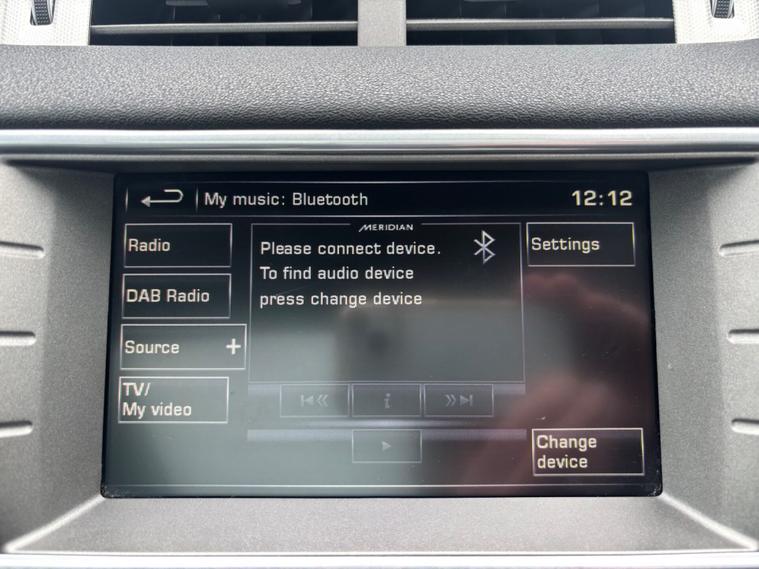 My music: Bluetooth
12:12
Radio
DAB Radio
Source +
TV/
My video
MERIDIAN
Please connect device.
To find audio device
press change device
i
Settings
Change
device